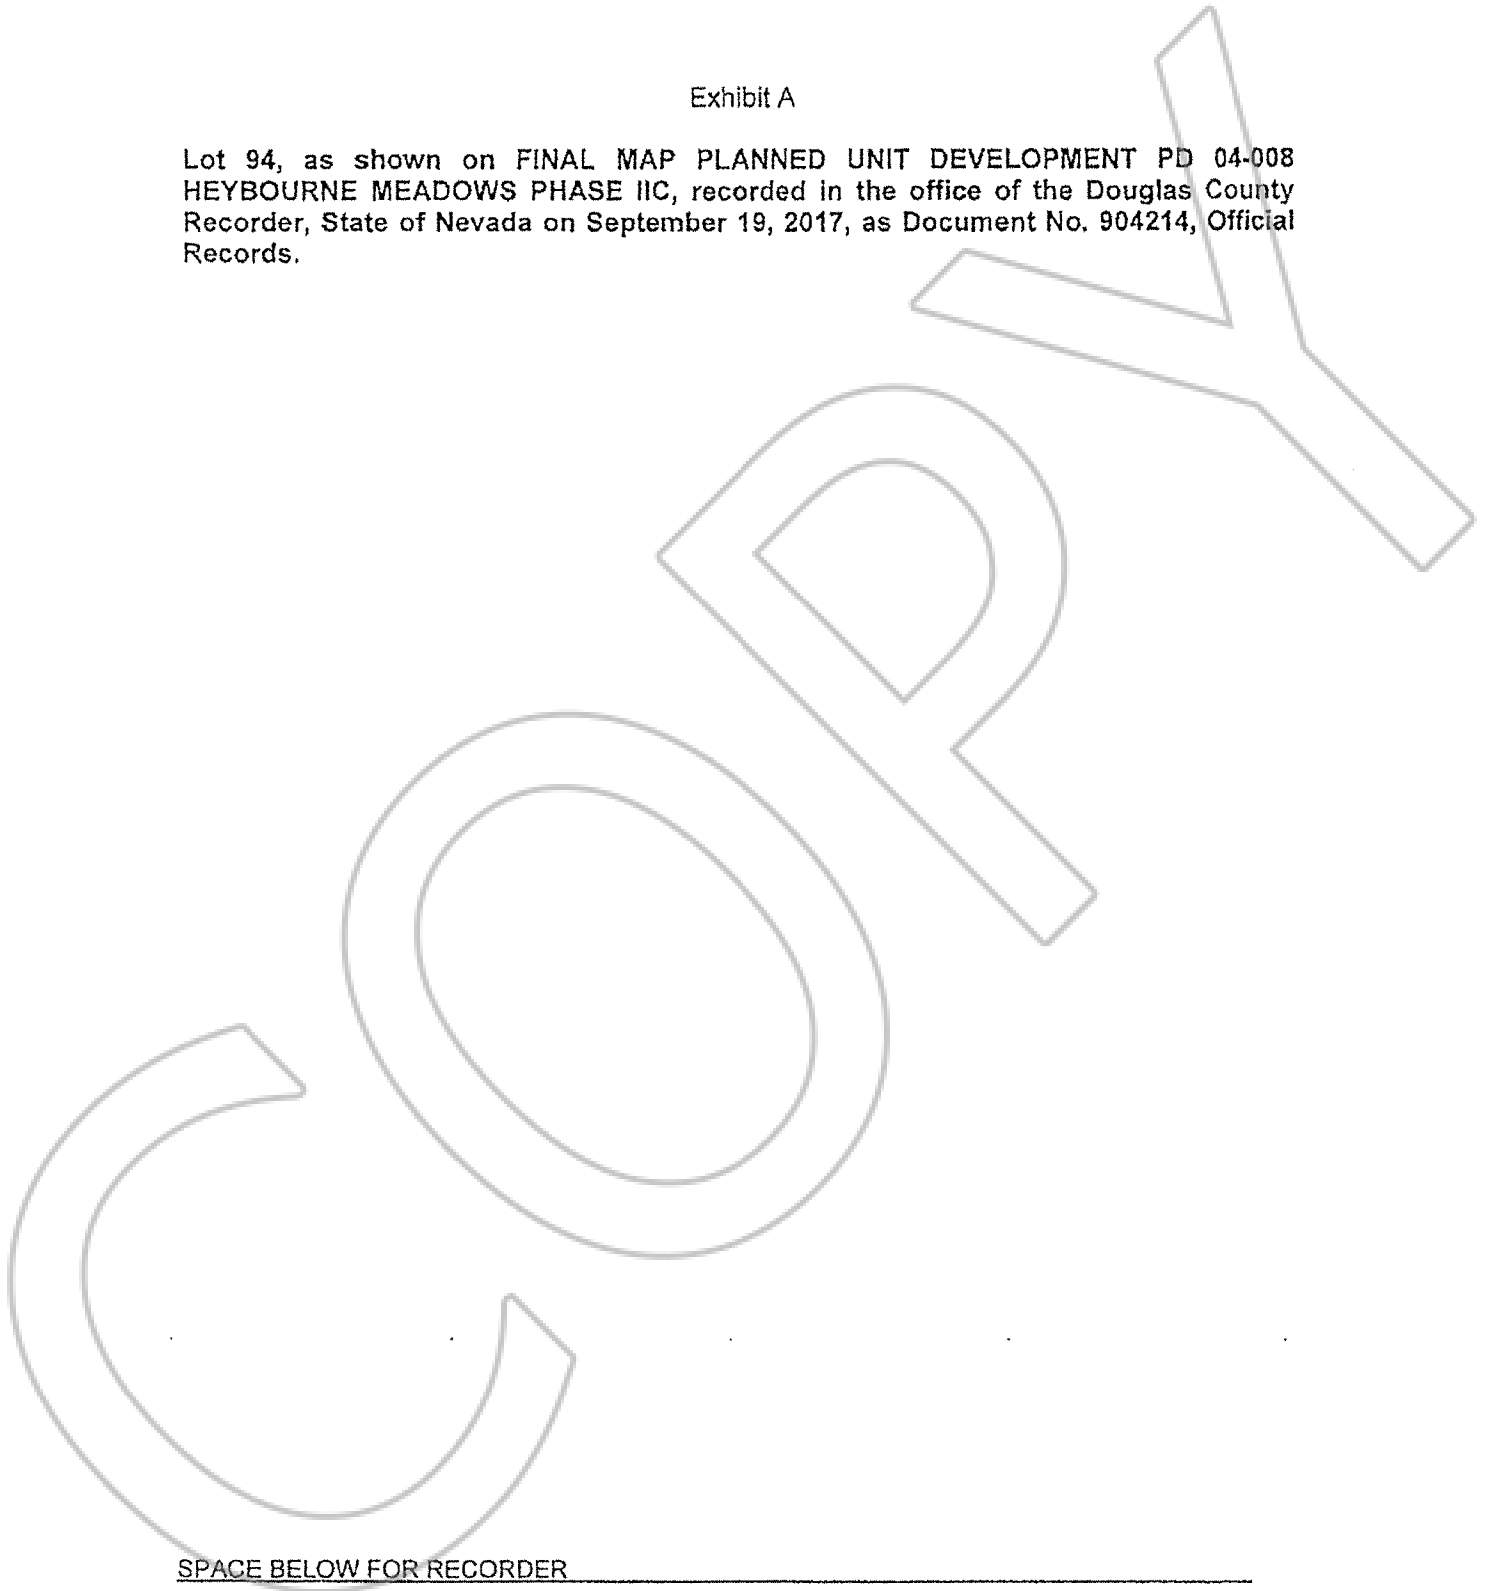 Exhibit A
Lot 94, as shown on FINAL MAP PLANNED UNIT DEVELOPMENT PD 04-008
HEYBOURNE MEADOWS PHASE IIC, recorded in the office of the Douglas County
Recorder, State of Nevada on September 19, 2017, as Document No. 904214, Official
Records.
COPY
SPACE BELOW FOR RECORDER